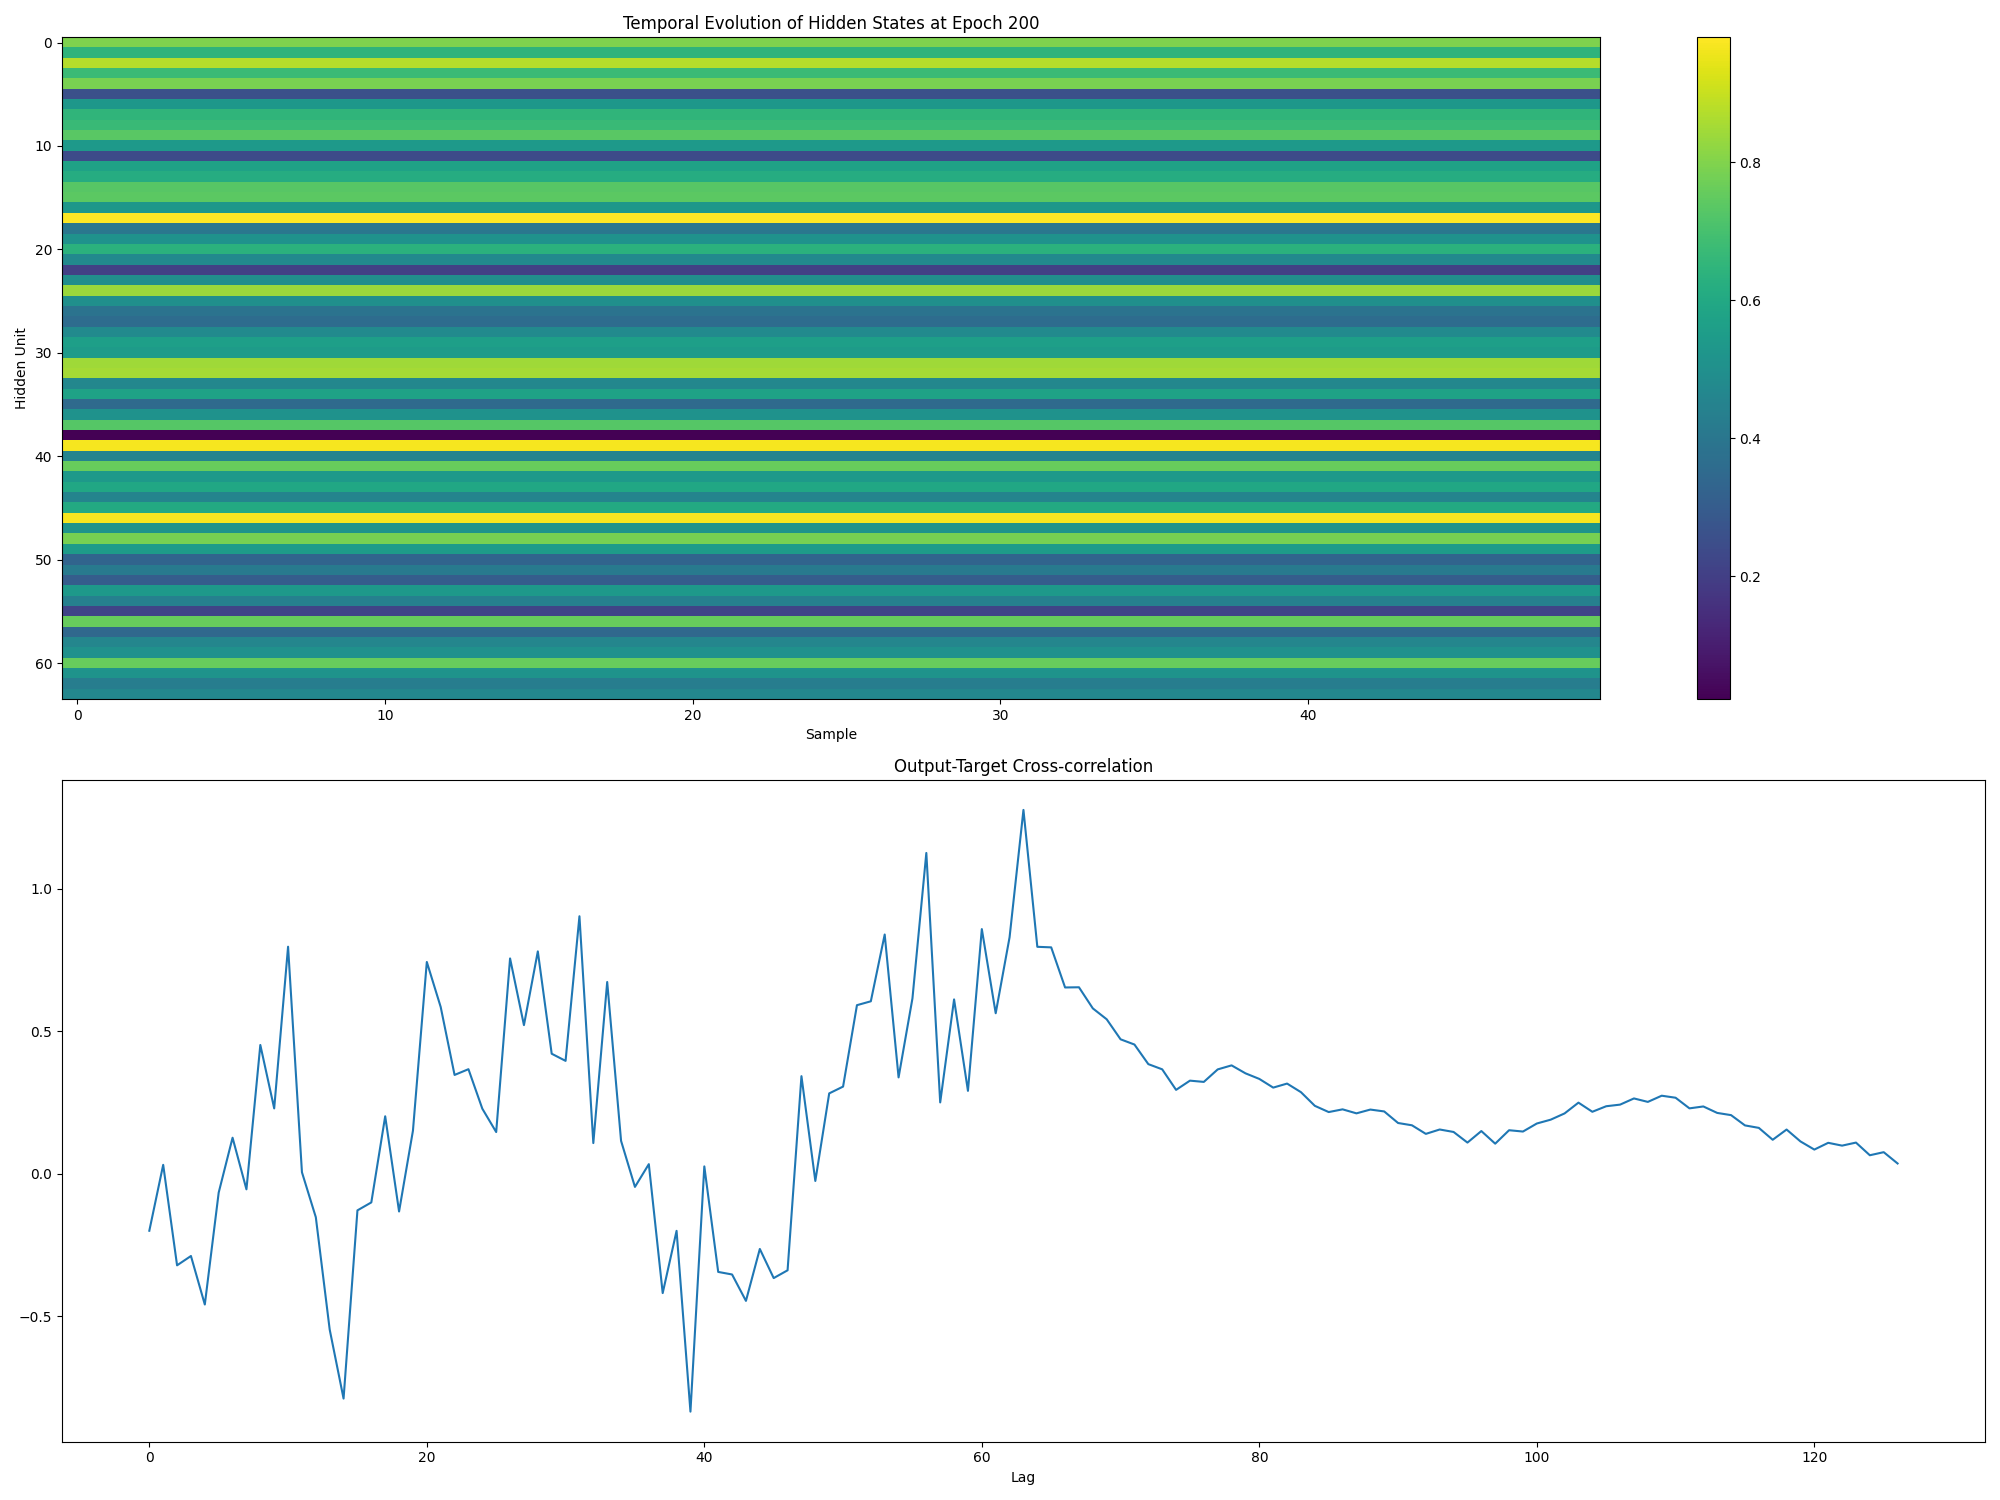 Temporal Evolution of Hidden States at Epoch 200
Hidden Unit
0
10
20
30
40
50
60
0 10 20 30 40
Sample
0.8
0.6
0.4
0.2
Output-Target Cross-correlation
1.0
0.5
0.0
−0.5
0 20 40 60 80 100 120
Lag